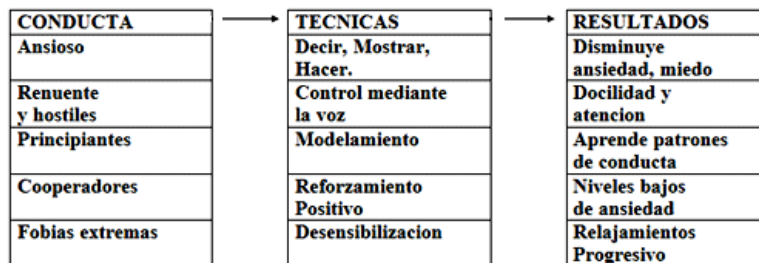 CONDUCTA
Ansioso
Renuente
y hostiles
Principiantes
Cooperadores
Fobias extremas
TECNICAS
Decir, Mostrar,
Hacer.
Control mediante
la voz
Modelamiento
Reforzamiento
Positivo
Desensibilizacion
RESULTADOS
Disminuye
ansiedad, miedo
Docilidad y
atencion
Aprende patrones
de conducta
Niveles bajos
de ansiedad
Relajamientos
Progresivo